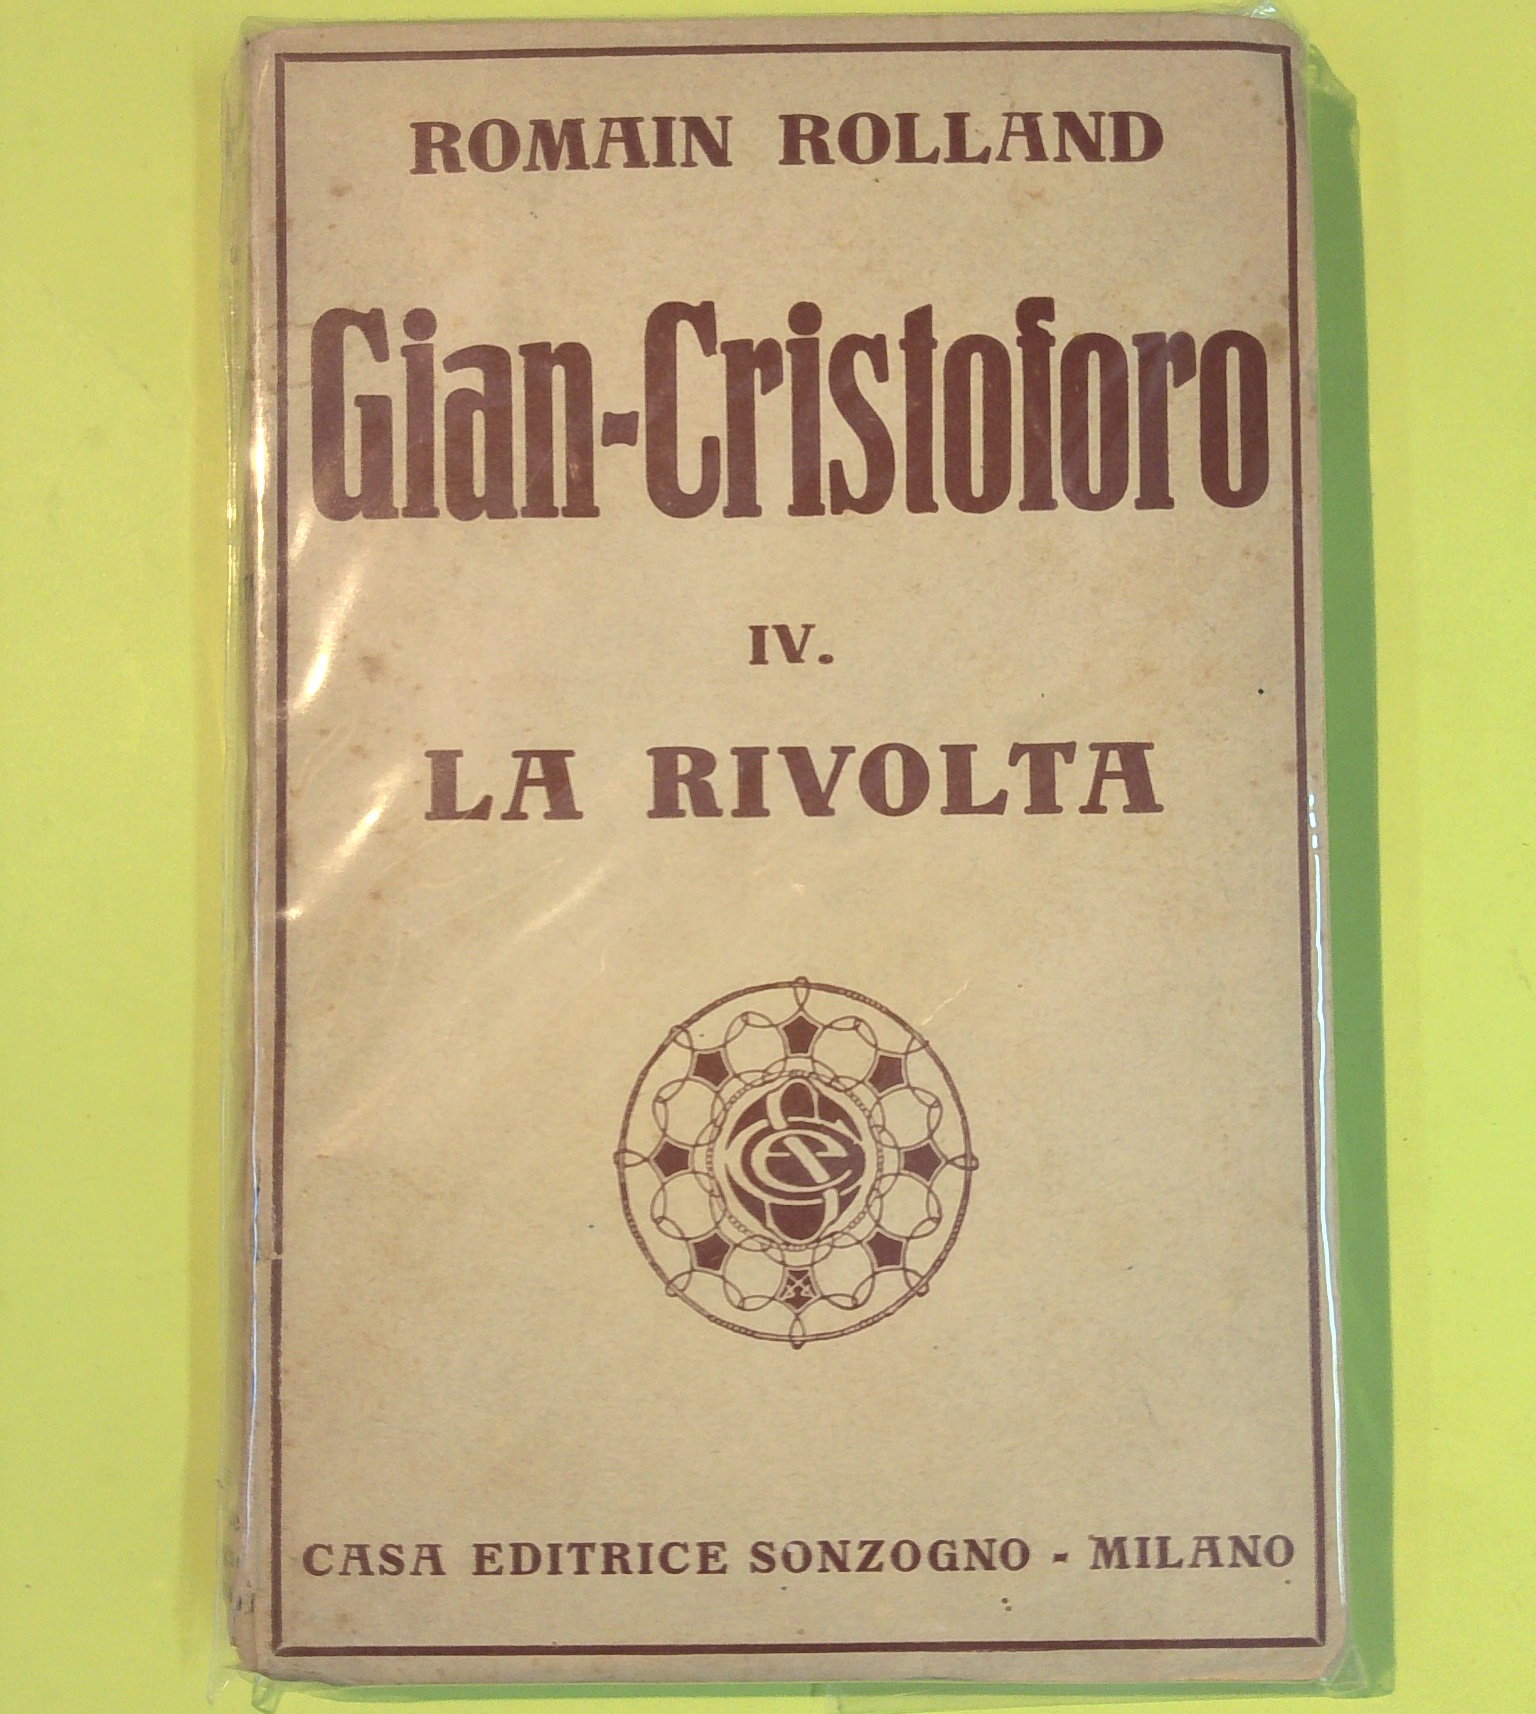 ROMAIN ROLLAND
Gian-Cristoforo
IV.
LA RIVOLTA
CASA EDITRICE SONZOGNO - MILANO